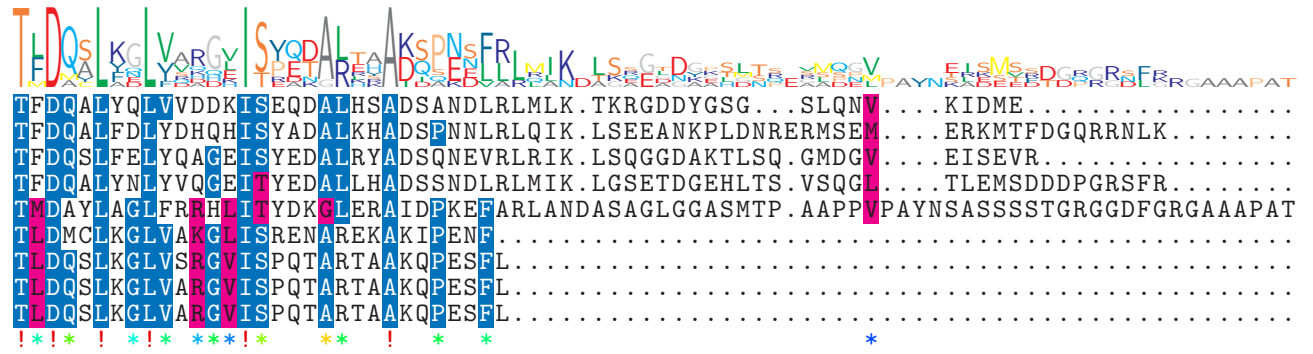 TFDQALYQLVVDDKISEQDALHSADSANDLRLMLK.TKRGDDYGSG...SLQNV....KIDME.................
TFDQALFDLYDHQHISYADALKHADSPNNLRLQIK.LSEEANKPLDNRERMSEM....ERKMTFDGQRRNLK........
TFDQSLFELYQAGEISYEDALRYADSQNEVRLRIK.LSQGGDAKTLSQ.GMDGV....EISEVR................
TFDQALYNLYVQGEITYEDALLHADSSNDLRLMIK.LGSETDGEHLTS.VSQGL....TLEMSDDDPGRSFR........
TMDAYLAGLFRRHLITYDKGLERAIDPKEFARLANDASAGLGGASMTP.AAPPVPAYNSASSSSTGRGGDFGRGAAAPAT
TLDMCLKGLVAKGLISRENAREKAKIPENF..................................................
TLDQSLKGLVSRGVISPQTARTAAKQPESFL.................................................
TLDQSLKGLVARGVISPQTARTAAKQPESFL.................................................
TLDQSLKGLVARGVISPQTARTAAKQPESFL.................................................
!*!* ! *!* ***!*   **  !  *  *                       *